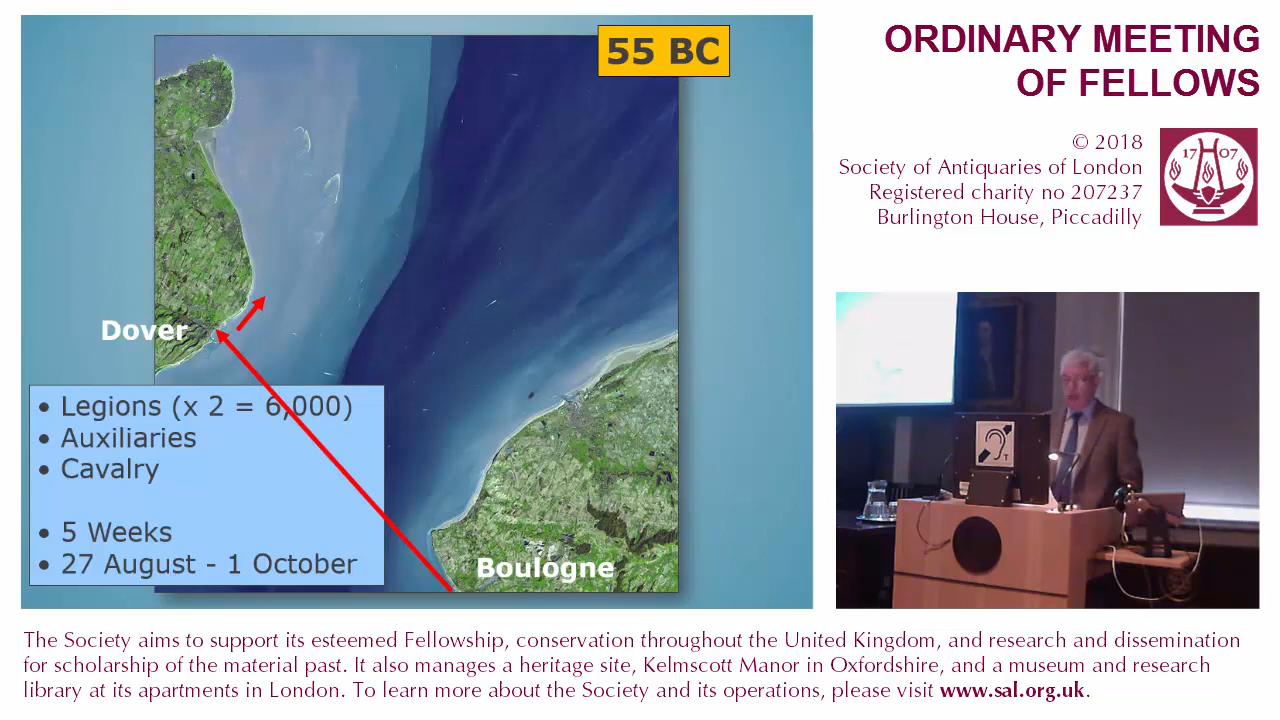 55 BC
Dover
• Legions (x 2 = 6,000)
• Auxiliaries
• Cavalry
• 5 Weeks
• 27 August - 1 October
Boulogne
ORDINARY MEETING
OF FELLOWS
© 2018
Society of Antiquaries of London
Registered charity no 207237
Burlington House, Piccadilly
17 07
T
The Society aims to support its esteemed Fellowship, conservation throughout the United Kingdom, and research and dissemination
for scholarship of the material past. It also manages a heritage site, Kelmscott Manor in Oxfordshire, and a museum and research
library at its apartments in London. To learn more about the Society and its operations, please visit www.sal.org.uk.